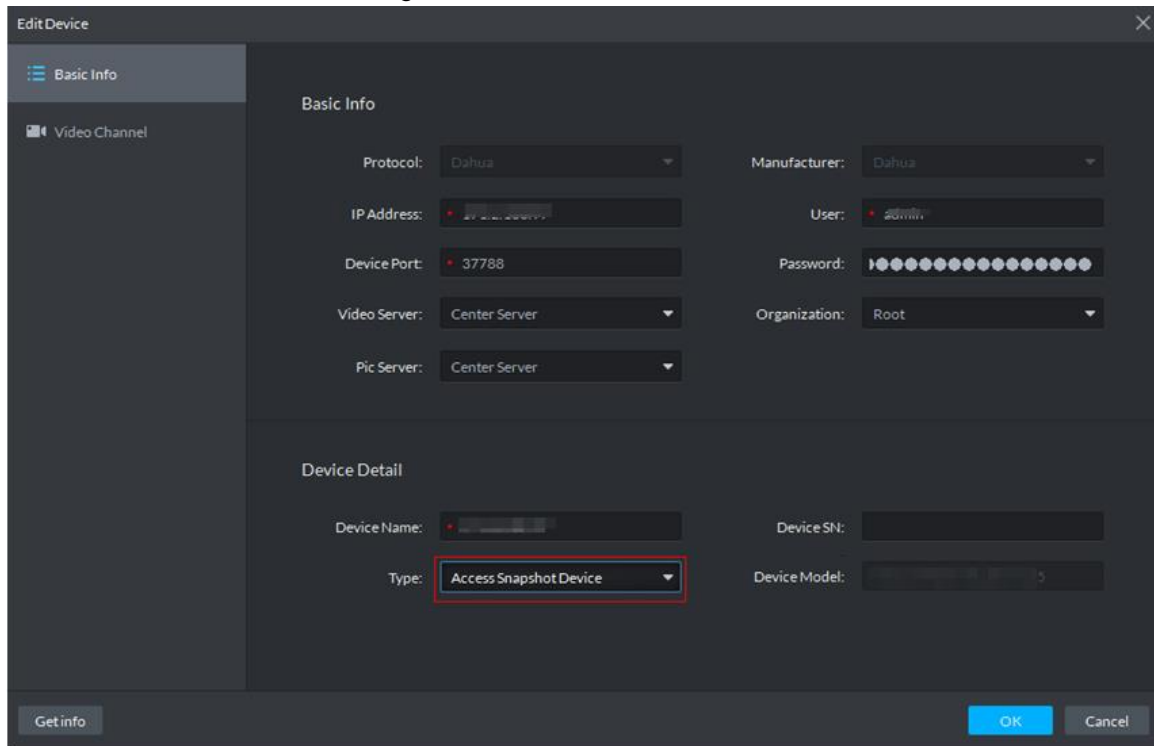 Edit Device
Basic Info
Video Channel
Basic Info
Protocol: Dahua Manufacturer: Dahua
IP Address: User: admin
Device Port: 37788 Password:
Video Server: Center Server Organization: Root
Pic Server: Center Server
Device Detail
Device Name: Device SN:
Type: Access Snapshot Device Device Model: 5
Get info OK Cancel